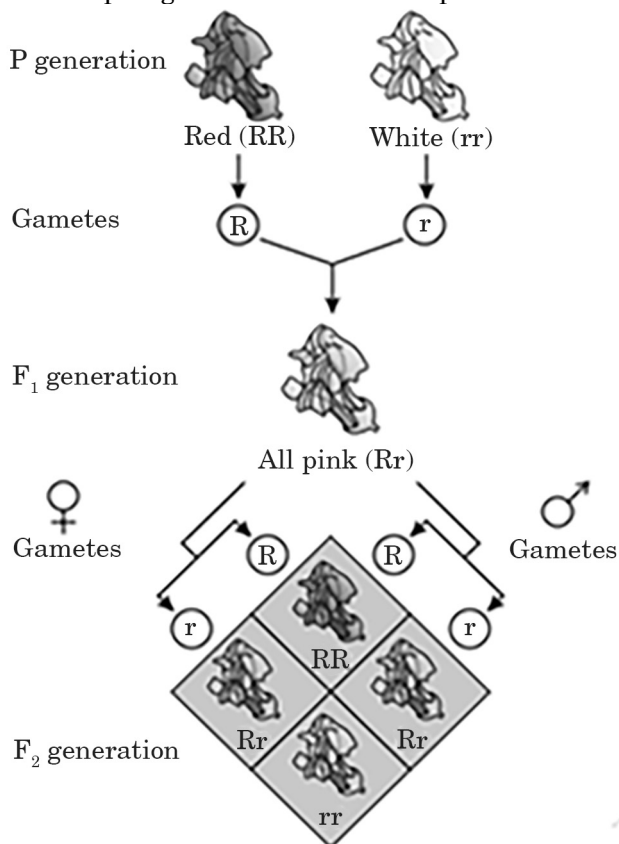 P generation
Red (RR) White (rr)
Gametes
R r
F1 generation
All pink (Rr)
Gametes Gametes
R R
r r
RR
Rr Rr
F2 generation
rr